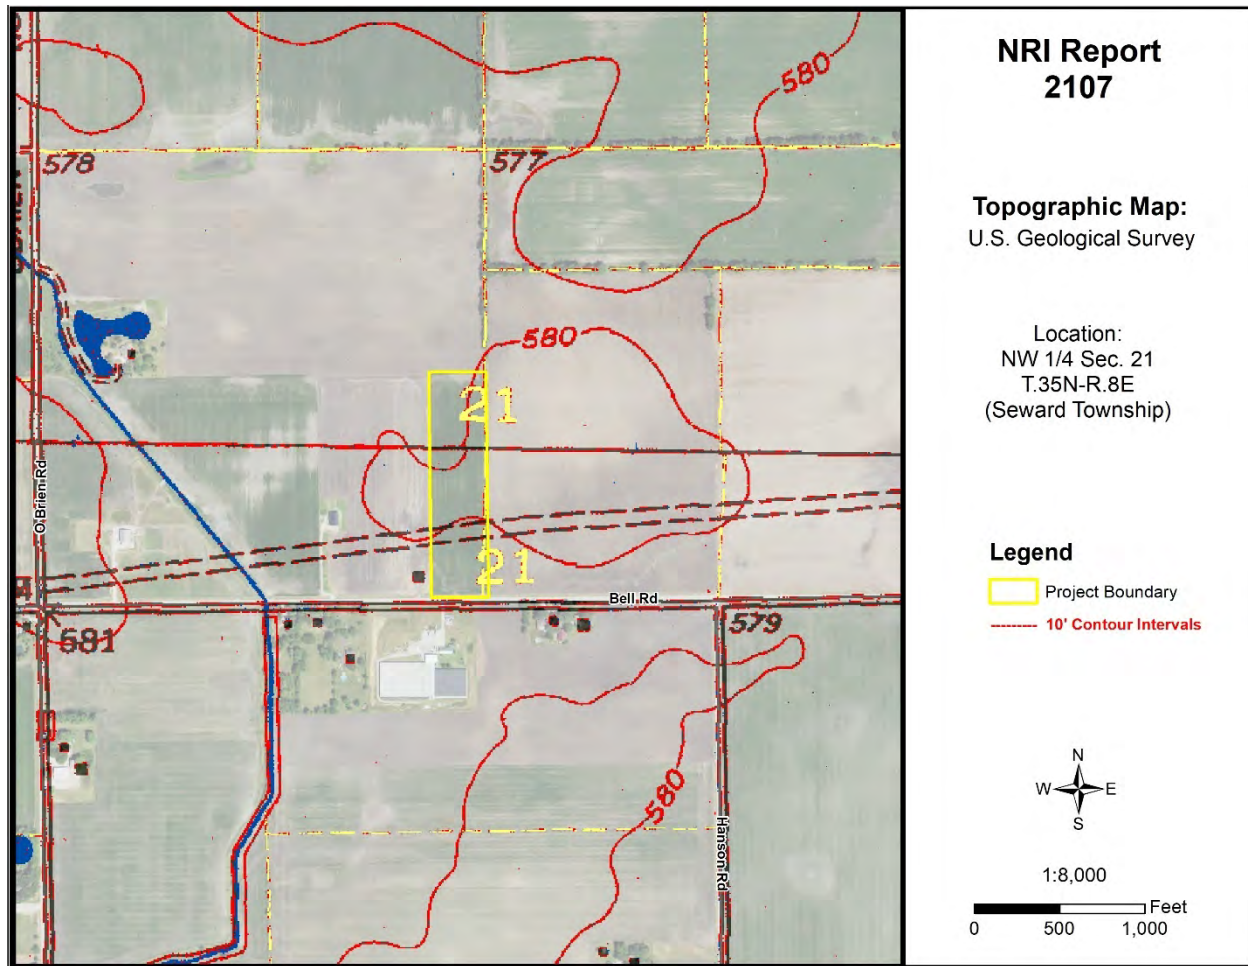 580
578
577
580
21
O Brien Rd
21
Bell Rd
581
579
580
Hanson Rd
NRI Report
2107
Topographic Map:
U.S. Geological Survey
Location:
NW 1/4 Sec. 21
T.35N-R.8E
(Seward Township)
Legend
Project Boundary
10' Contour Intervals
N
W E
S
1:8,000
Feet
0 500 1,000